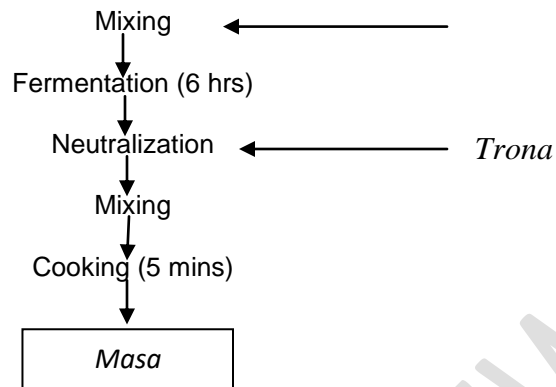 Mixing
Fermentation (6 hrs)
Neutralization
Trona
Mixing
Cooking (5 mins)
Masa